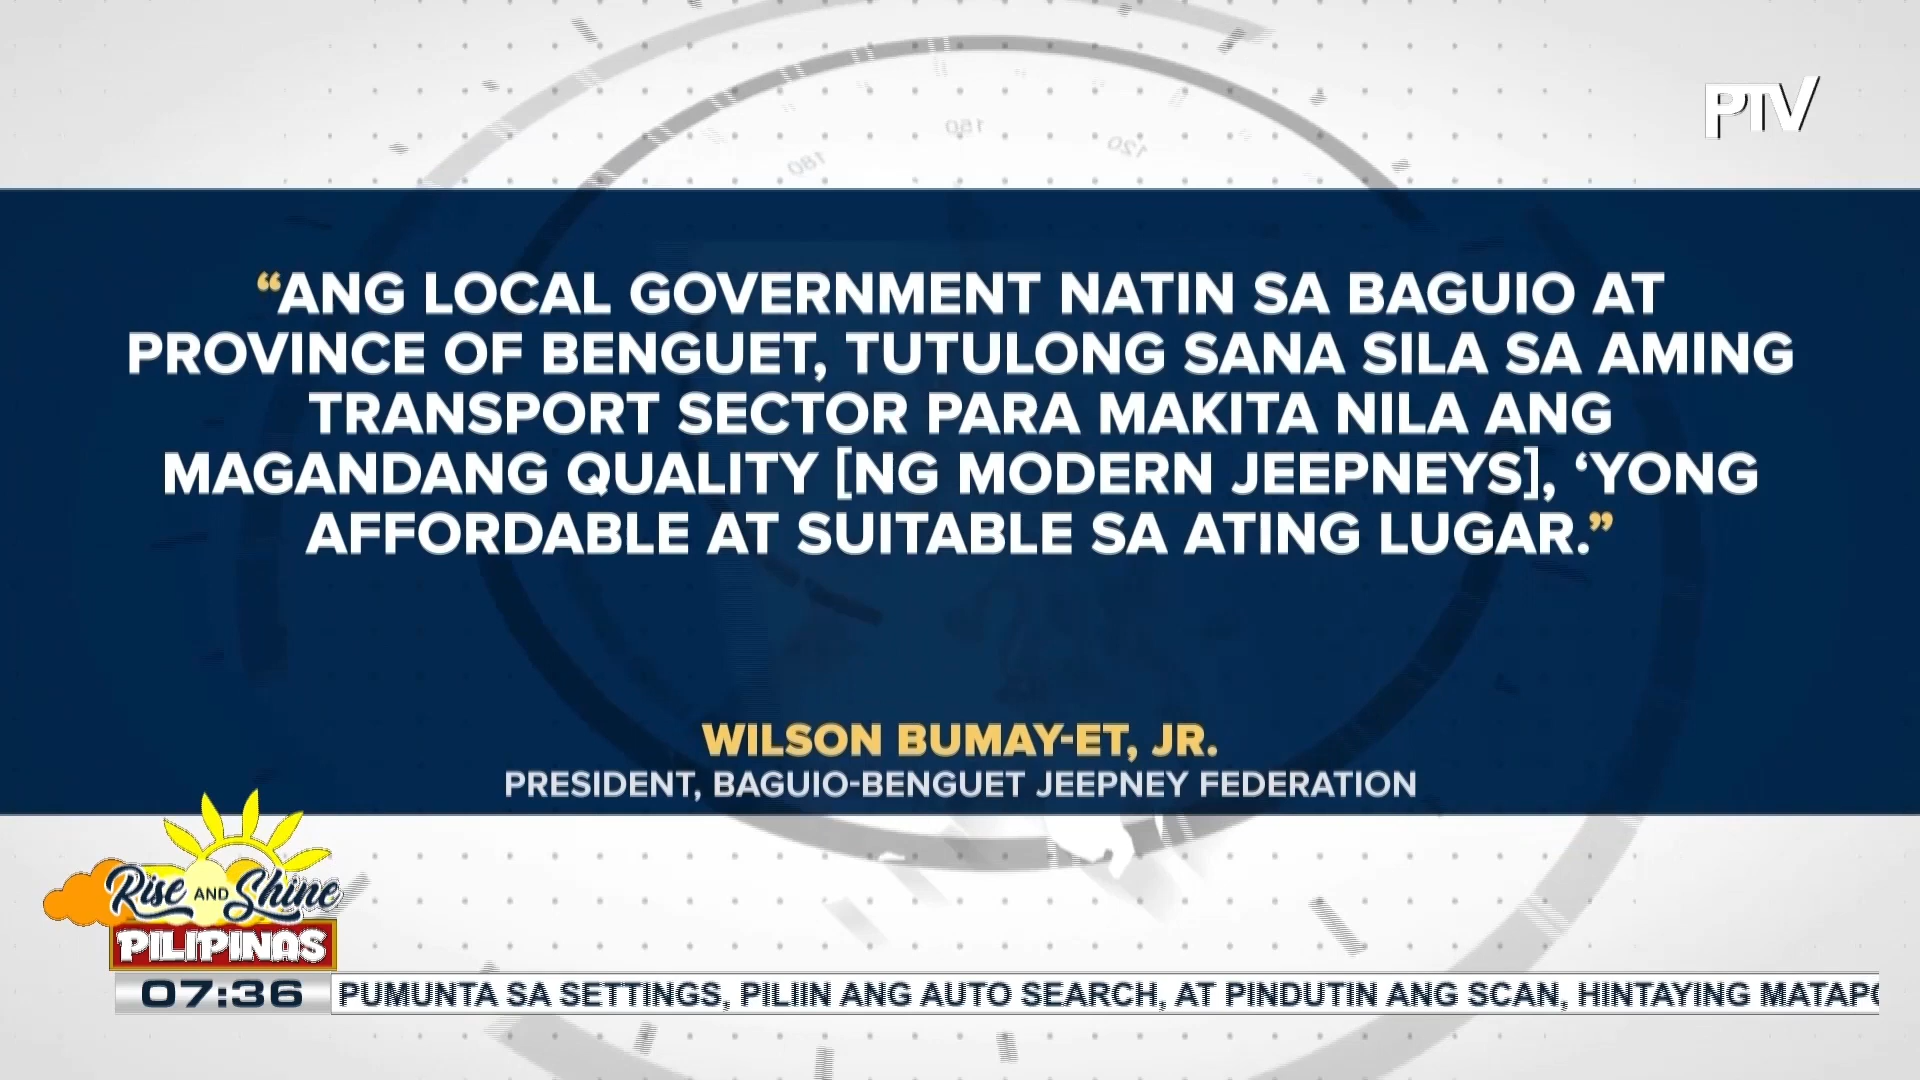 PTV
150
180
120
“ANG LOCAL GOVERNMENT NATIN SA BAGUIO AT
PROVINCE OF BENGUET, TUTULONG SANA SILA SA AMING
TRANSPORT SECTOR PARA MAKITA NILA ANG
MAGANDANG QUALITY [NG MODERN JEEPNEYS], ‘YONG
AFFORDABLE AT SUITABLE SA ATING LUGAR.”
WILSON BUMAY-ET, JR.
PRESIDENT, BAGUIO-BENGUET JEEPNEY FEDERATION
Rise AND Shine
PILIPINAS
07:36
PUMUNTA SA SETTINGS, PILIIN ANG AUTO SEARCH, AT PINDUTIN ANG SCAN, HINTAYING